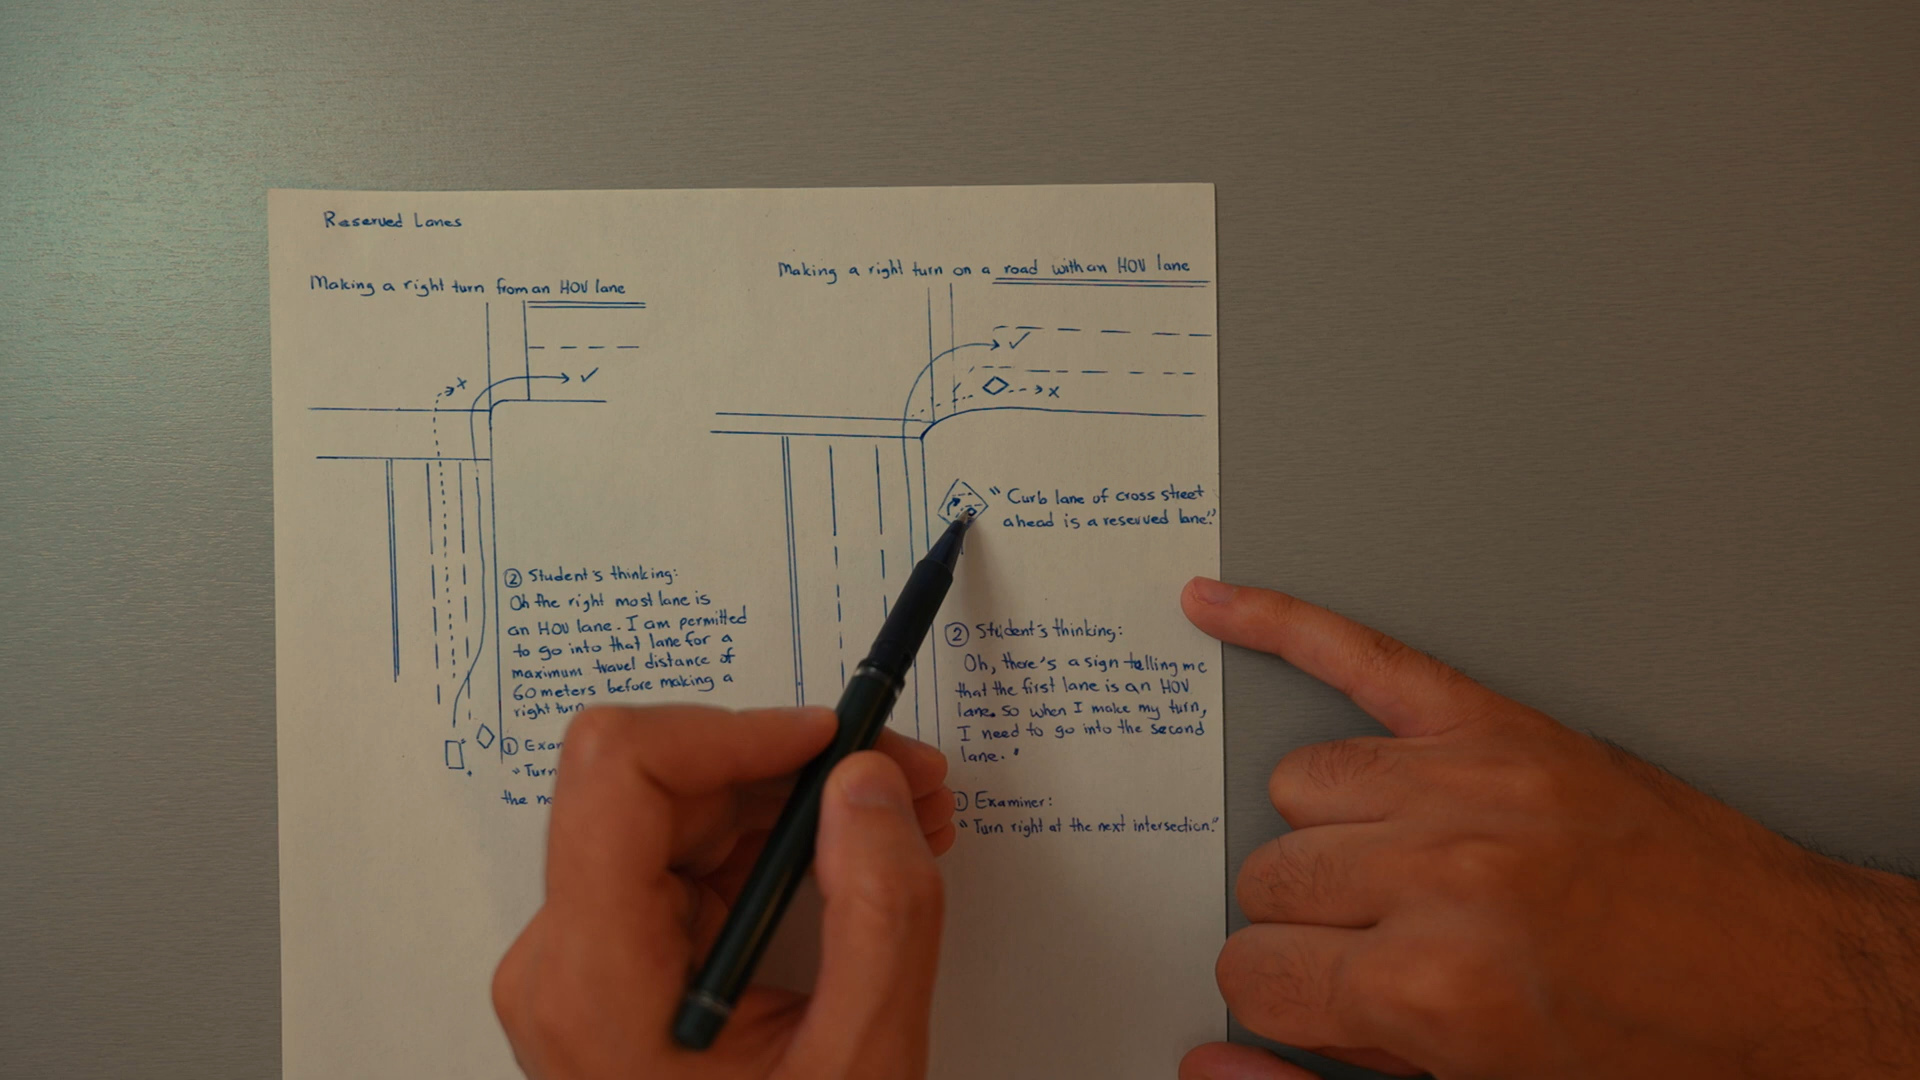 Reserved Lanes
Making a right turn from an HOV lane
② Student's thinking:
Oh the right most lane is
an HOV lane. I am permitted
to go into that lane for a
maximum travel distance of
60 meters before making a
right turn
①
"Turn
the
Making a right turn on a road with an HOV lane
"Curb lane of cross street
ahead is a reserved lane."
② Student's thinking:
Oh, there's a sign telling me
that the first lane is an HOV
lane. So when I make my turn,
I need to go into the second
lane."
① Examiner:
"Turn right at the next intersection."